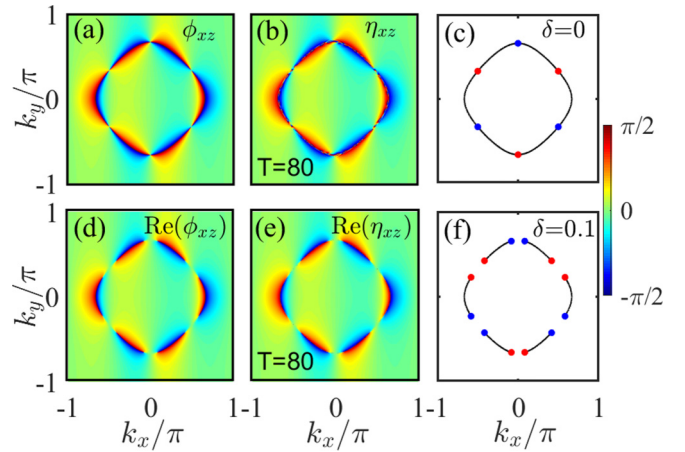 (a) ϕxz (b) ηxz (c) δ=0
1
ky/π
0
T=80
-1
π/2
0
-π/2
(d) Re(ϕxz) (e) Re(ηxz) (f) δ=0.1
1
ky/π
0
T=80
-1
-1 0 1-1 0 1-1 0 1
kx/π kx/π kx/π